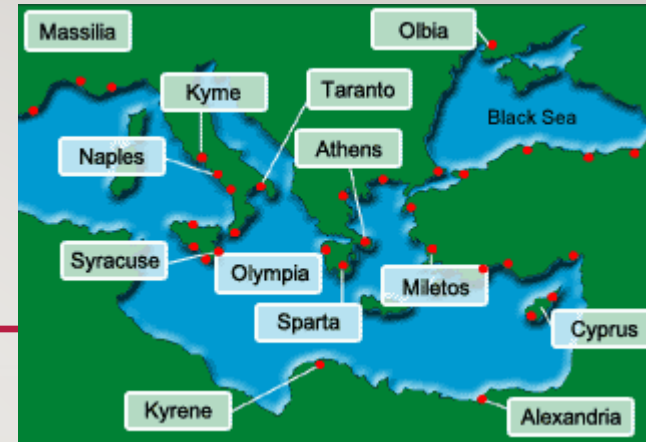 Massilia
Olbia
Kyme
Taranto
Black Sea
Naples
Athens
Syracuse
Olympia
Miletos
Sparta
Cyprus
Kyrene
Alexandria